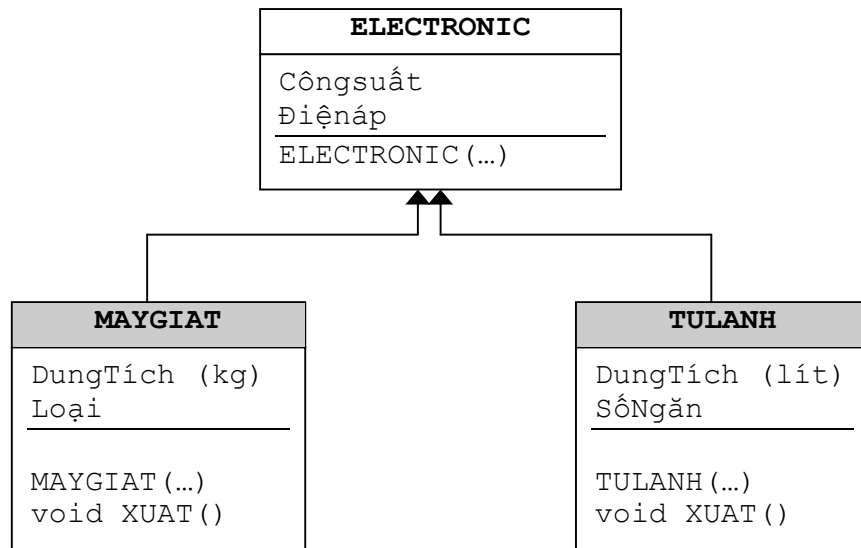 ELECTRONIC
Côngsuất
Điệnáp
ELECTRONIC(…)
MAYGIAT
DungTích (kg)
Loại
MAYGIAT(…)
void XUAT()
TULANH
DungTích (lít)
SốNgăn
TULANH(…)
void XUAT()